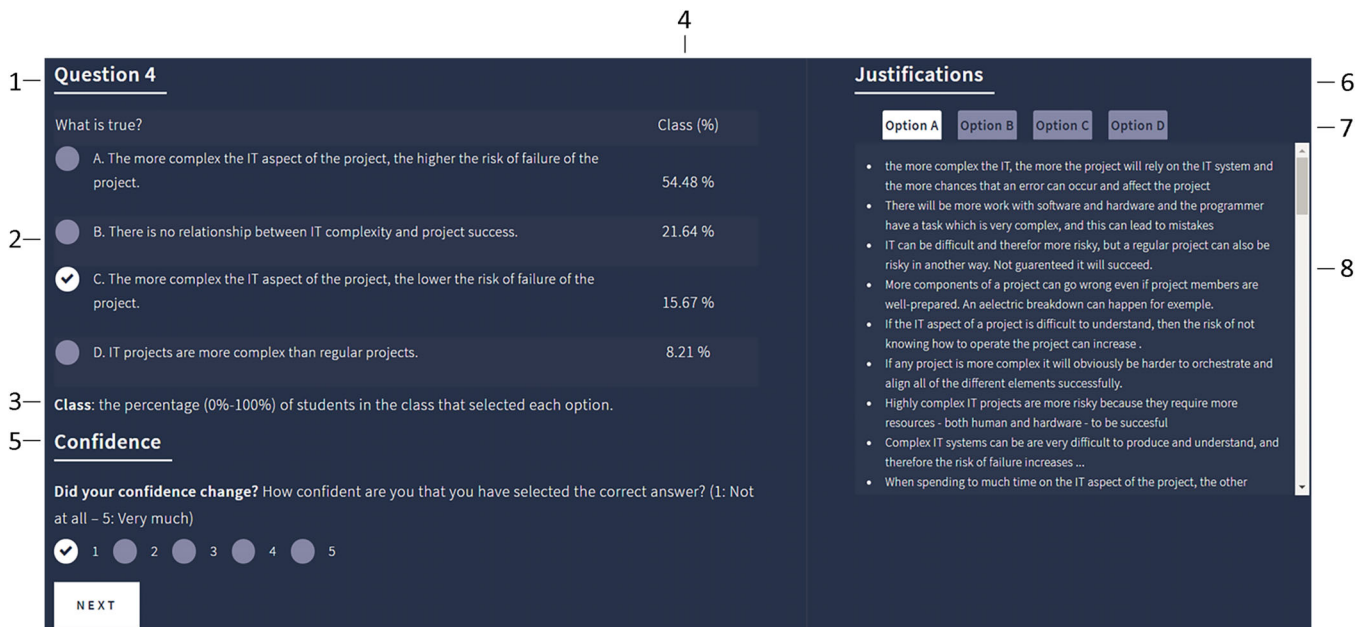 4
1
Question 4
What is true?
Class (%)
A. The more complex the IT aspect of the project, the higher the risk of failure of the
project.
54.48 %
2
B. There is no relationship between IT complexity and project success.
21.64 %
C. The more complex the IT aspect of the project, the lower the risk of failure of the
project.
15.67 %
D. IT projects are more complex than regular projects.
8.21 %
3
Class: the percentage (0%-100%) of students in the class that selected each option.
5
Confidence
Did your confidence change? How confident are you that you have selected the correct answer? (1: Not
at all – 5: Very much)
1 2 3 4 5
NEXT
Justifications
6
Option A Option B Option C Option D
7
• the more complex the IT, the more the project will rely on the IT system and
the more chances that an error can occur and affect the project
• There will be more work with software and hardware and the programmer
have a task which is very complex, and this can lead to mistakes
• IT can be difficult and therefor more risky, but a regular project can also be
risky in another way. Not guarenteed it will succeed.
8
• More components of a project can go wrong even if project members are
well-prepared. An aelectric breakdown can happen for exemple.
• If the IT aspect of a project is difficult to understand, then the risk of not
knowing how to operate the project can increase .
• If any project is more complex it will obviously be harder to orchestrate and
align all of the different elements successfully.
• Highly complex IT projects are more risky because they require more
resources - both human and hardware - to be succesful
• Complex IT systems can be are very difficult to produce and understand, and
therefore the risk of failure increases ...
• When spending to much time on the IT aspect of the project, the other